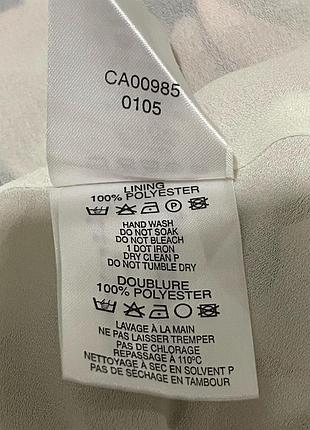 CA00985
0105
LINING
100% POLYESTER
HAND WASH
DO NOT SOAK
DO NOT BLEACH
1 DOT IRON
DRY CLEAN P
DO NOT TUMBLE DRY
DOUBLURE
100% POLYESTER
LAVAGE À LA MAIN
NE PAS LAISSER TREMPER
PAS DE CHLORAGE
REPASSAGE À 110°C
NETTOYAGE À SEC EN SOLVENT P
PAS DE SÉCHAGE EN TAMBOUR